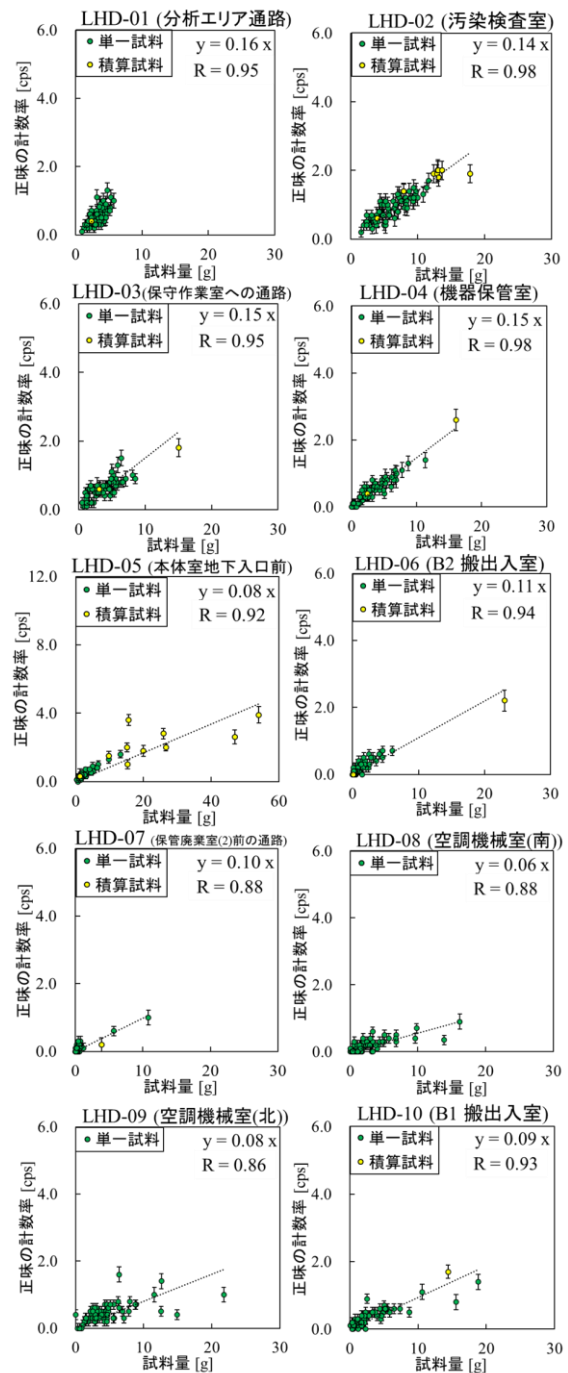 LHD-01 (分析エリア通路)
単一試料
積算試料
y = 0.16 x
R = 0.95
正味の計数率 [cps]
6.0
4.0
2.0
0.0
0
10
20
30
試料量 [g]
LHD-02 (汚染検査室)
単一試料
積算試料
y = 0.14 x
R = 0.98
正味の計数率 [cps]
6.0
4.0
2.0
0.0
0
10
20
30
試料量 [g]
LHD-03(保守作業室への通路)
単一試料
積算試料
y = 0.15 x
R = 0.95
正味の計数率 [cps]
6.0
4.0
2.0
0.0
0
10
20
30
試料量 [g]
LHD-04 (機器保管室)
単一試料
積算試料
y = 0.15 x
R = 0.98
正味の計数率 [cps]
6.0
4.0
2.0
0.0
0
10
20
30
試料量 [g]
LHD-05 (本体室地下入口前)
単一試料
積算試料
y = 0.08 x
R = 0.92
正味の計数率 [cps]
12.0
8.0
4.0
0.0
0
20
40
60
試料量 [g]
LHD-06 (B2 搬出入室)
単一試料
積算試料
y = 0.11 x
R = 0.94
正味の計数率 [cps]
6.0
4.0
2.0
0.0
0
10
20
30
試料量 [g]
LHD-07 (保管廃棄室(2)前の通路)
単一試料
積算試料
y = 0.10 x
R = 0.88
正味の計数率 [cps]
6.0
4.0
2.0
0.0
0
10
20
30
試料量 [g]
LHD-08 (空調機械室(南))
単一試料
y = 0.06 x
R = 0.88
正味の計数率 [cps]
6.0
4.0
2.0
0.0
0
10
20
30
試料量 [g]
LHD-09 (空調機械室(北))
単一試料
y = 0.08 x
R = 0.86
正味の計数率 [cps]
6.0
4.0
2.0
0.0
0
10
20
30
試料量 [g]
LHD-10 (B1 搬出入室)
単一試料
積算試料
y = 0.09 x
R = 0.93
正味の計数率 [cps]
6.0
4.0
2.0
0.0
0
10
20
30
試料量 [g]